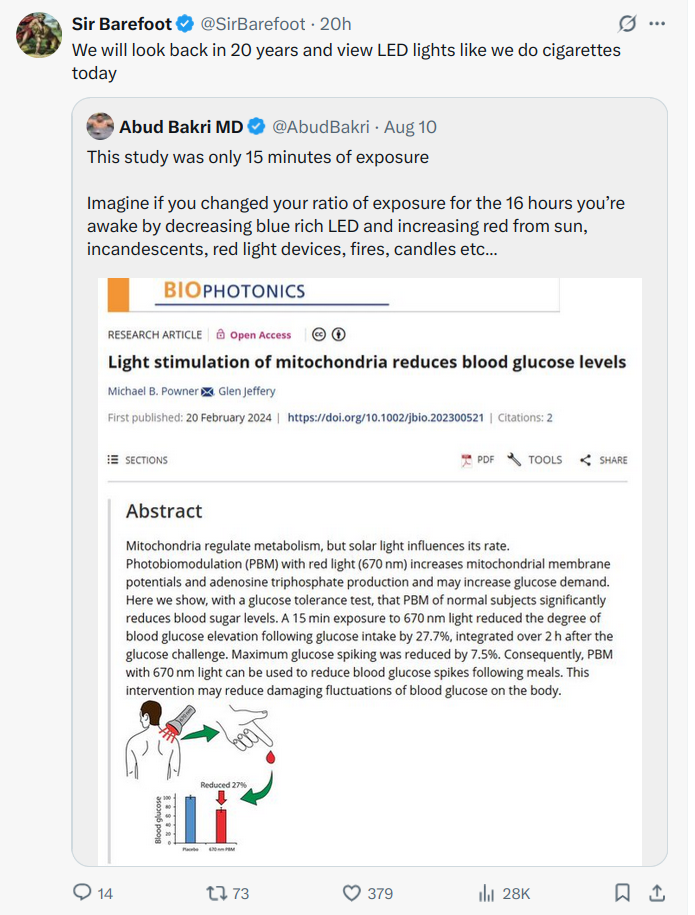 Sir Barefoot @SirBarefoot · 20h
We will look back in 20 years and view LED lights like we do cigarettes
today
Abud Bakri MD @AbudBakri · Aug 10
This study was only 15 minutes of exposure
Imagine if you changed your ratio of exposure for the 16 hours you're
awake by decreasing blue rich LED and increasing red from sun,
incandescents, red light devices, fires, candles etc...
BIOPHOTONICS
RESEARCH ARTICLE Open Access
Light stimulation of mitochondria reduces blood glucose levels
Michael B. Powner Glen Jeffery
First published: 20 February 2024 | https://doi.org/10.1002/jbio.202300521 | Citations: 2
SECTIONS PDF TOOLS SHARE
Abstract
Mitochondria regulate metabolism, but solar light influences its rate.
Photobiomodulation (PBM) with red light (670 nm) increases mitochondrial membrane
potentials and adenosine triphosphate production and may increase glucose demand.
Here we show, with a glucose tolerance test, that PBM of normal subjects significantly
reduces blood sugar levels. A 15 min exposure to 670 nm light reduced the degree of
blood glucose elevation following glucose intake by 27.7%, integrated over 2 h after the
glucose challenge. Maximum glucose spiking was reduced by 7.5%. Consequently, PBM
with 670 nm light can be used to reduce blood glucose spikes following meals. This
intervention may reduce damaging fluctuations of blood glucose on the body.
Reduced 27%
Blood glucose
100
80
60
40
20
0
Placebo 670 nm PBM
14 73 379 28K